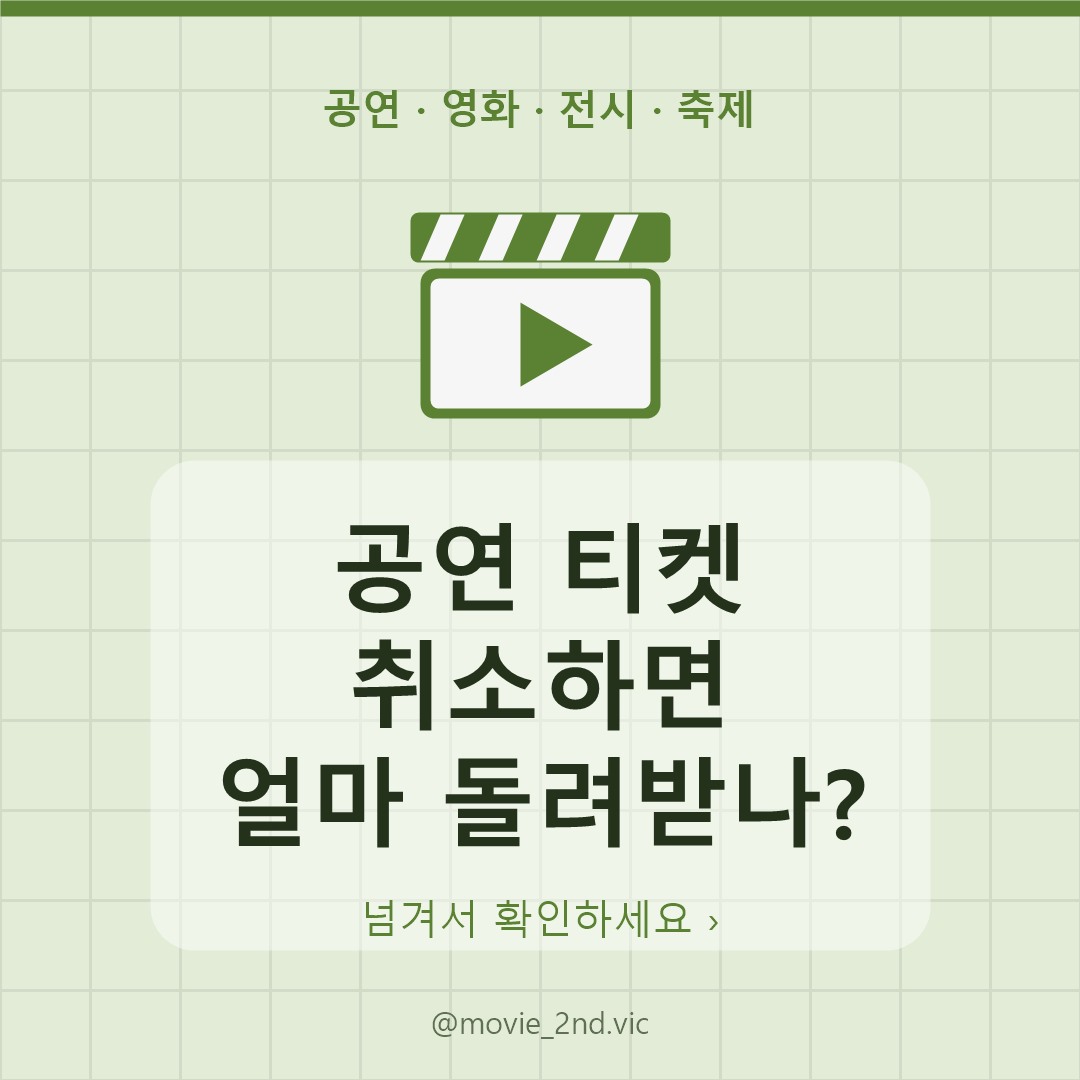 공연 · 영화 · 전시 · 축제
공연 티켓
취소하면
얼마 돌려받나?
넘겨서 확인하세요 ›
@movie_2nd.vic